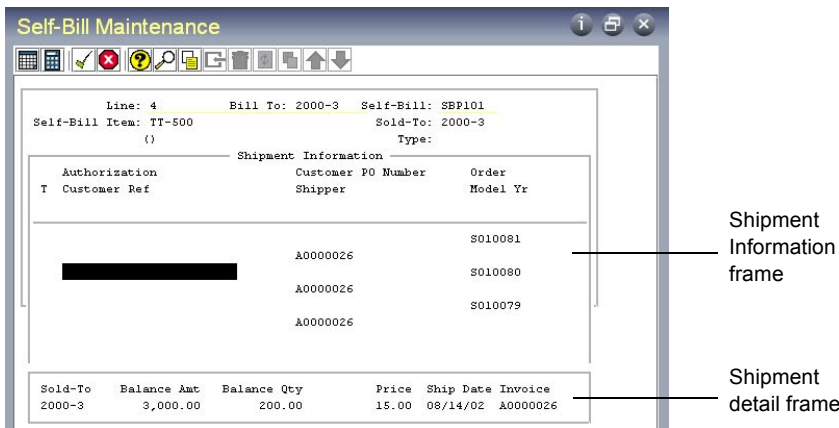 Self-Bill Maintenance
Line: 4 Bill To: 2000-3 Self-Bill: SBP101
Self-Bill Item: TT-500 Sold-To: 2000-3
() Type:
Shipment Information
Authorization Customer PO Number Order
T Customer Ref Shipper Model Yr
S010081
A0000026
S010080
A0000026
S010079
A0000026
Sold-To Balance Amt Balance Qty Price Ship Date Invoice
2000-3 3,000.00 200.00 15.00 08/14/02 A0000026
Shipment
Information
frame
Shipment
detail frame